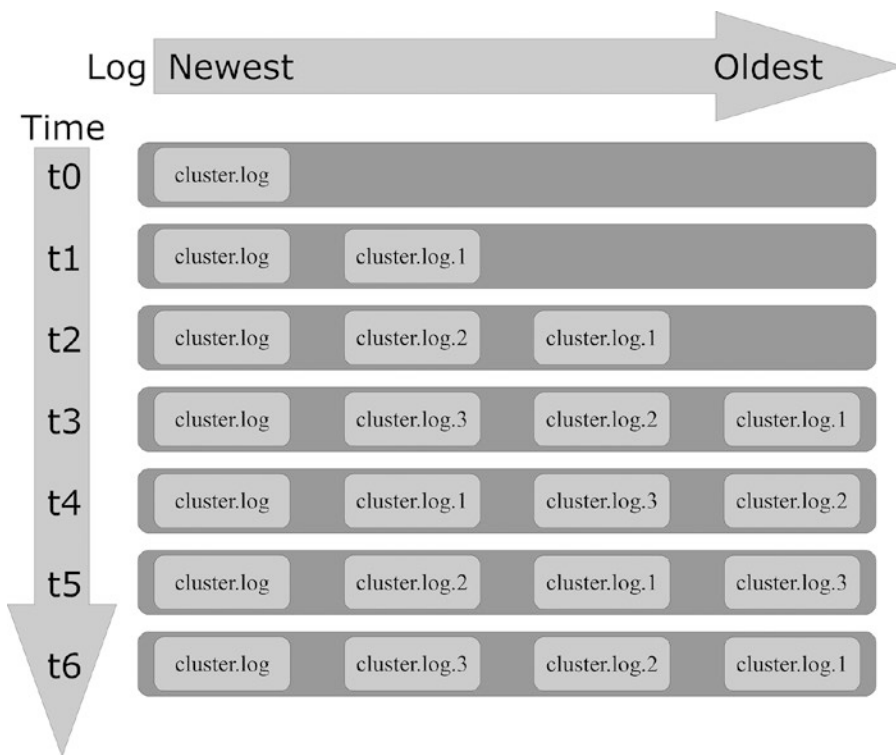 Log Newest Oldest
Time
t0 cluster.log
t1 cluster.log cluster.log.1
t2 cluster.log cluster.log.2 cluster.log.1
t3 cluster.log cluster.log.3 cluster.log.2 cluster.log.1
t4 cluster.log cluster.log.1 cluster.log.3 cluster.log.2
t5 cluster.log cluster.log.2 cluster.log.1 cluster.log.3
t6 cluster.log cluster.log.3 cluster.log.2 cluster.log.1